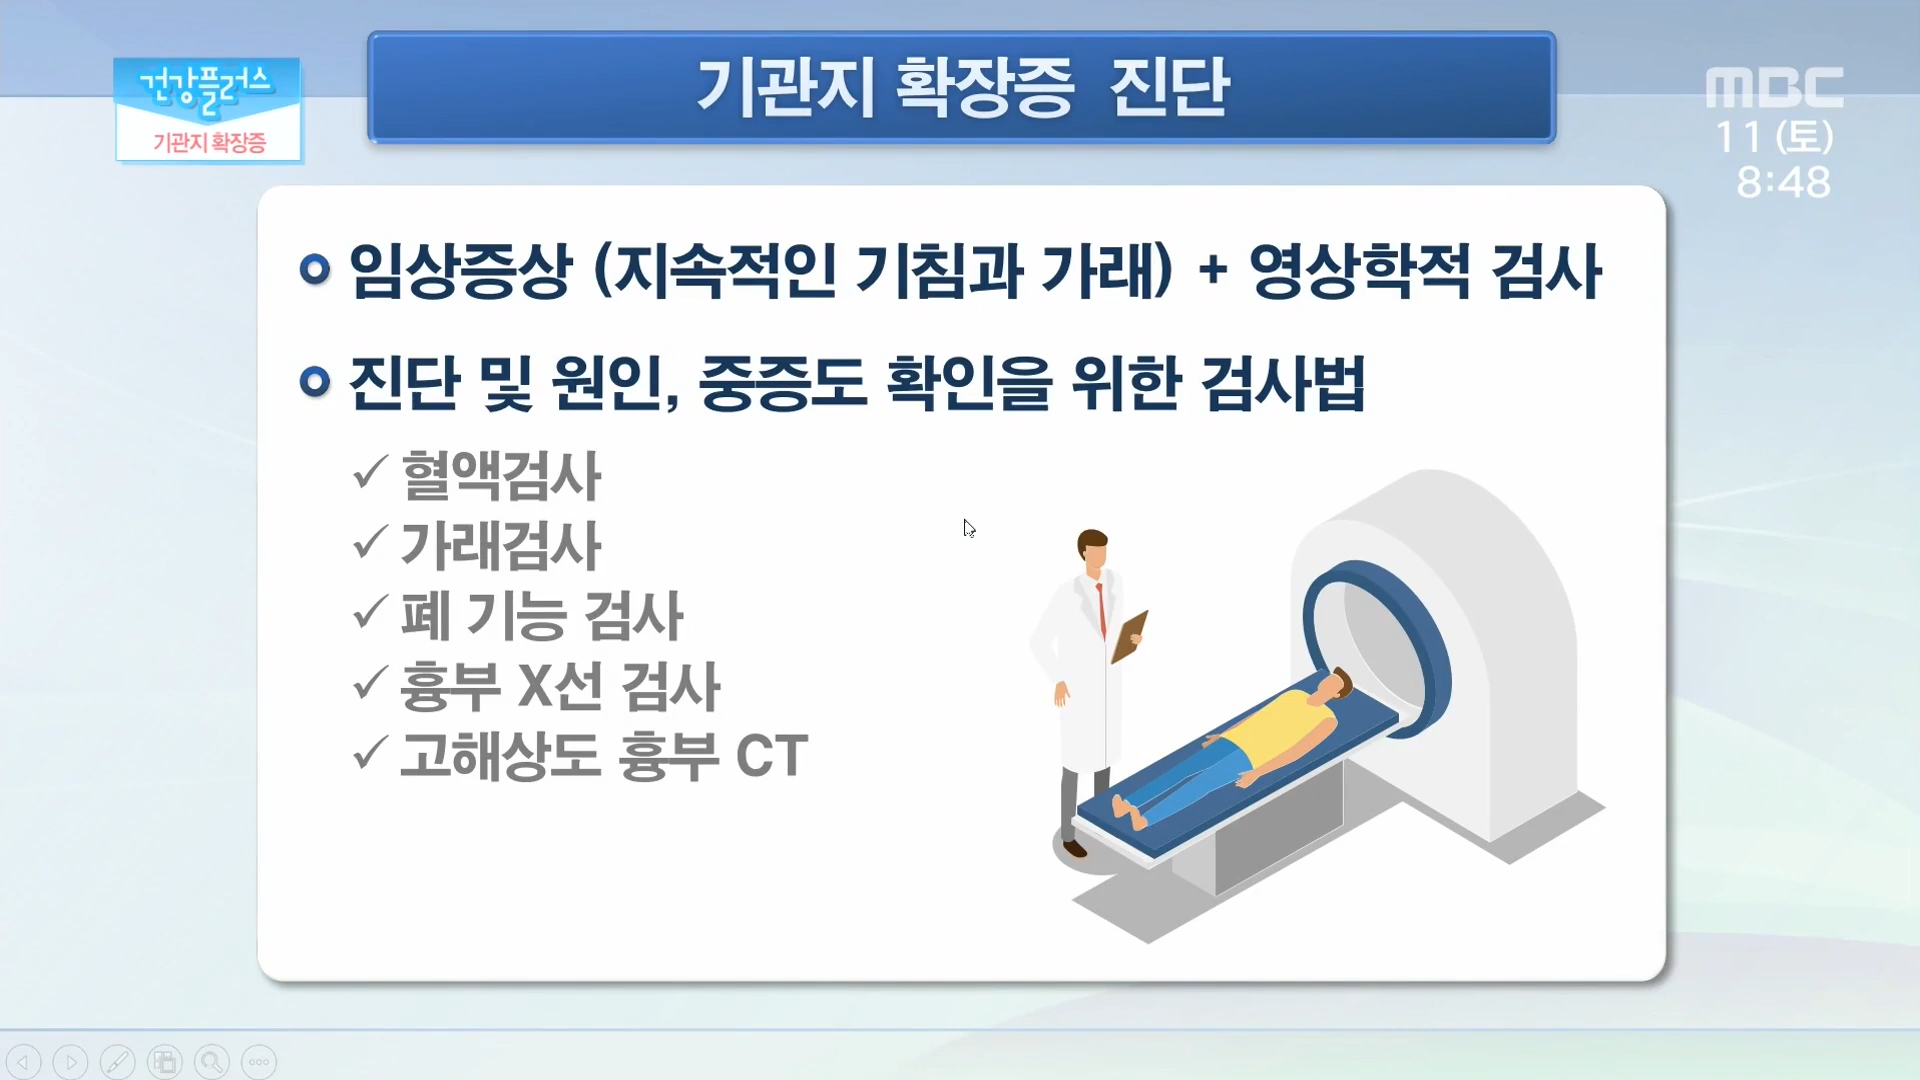 기관지 확장증 진단
건강플러스
기관지 확장증
MBC
11 (토)
8:48
임상증상 (지속적인 기침과 가래) + 영상학적 검사
진단 및 원인, 중증도 확인을 위한 검사법
✓ 혈액검사
✓ 가래검사
✓ 폐 기능 검사
✓ 흉부 X선 검사
✓ 고해상도 흉부 CT